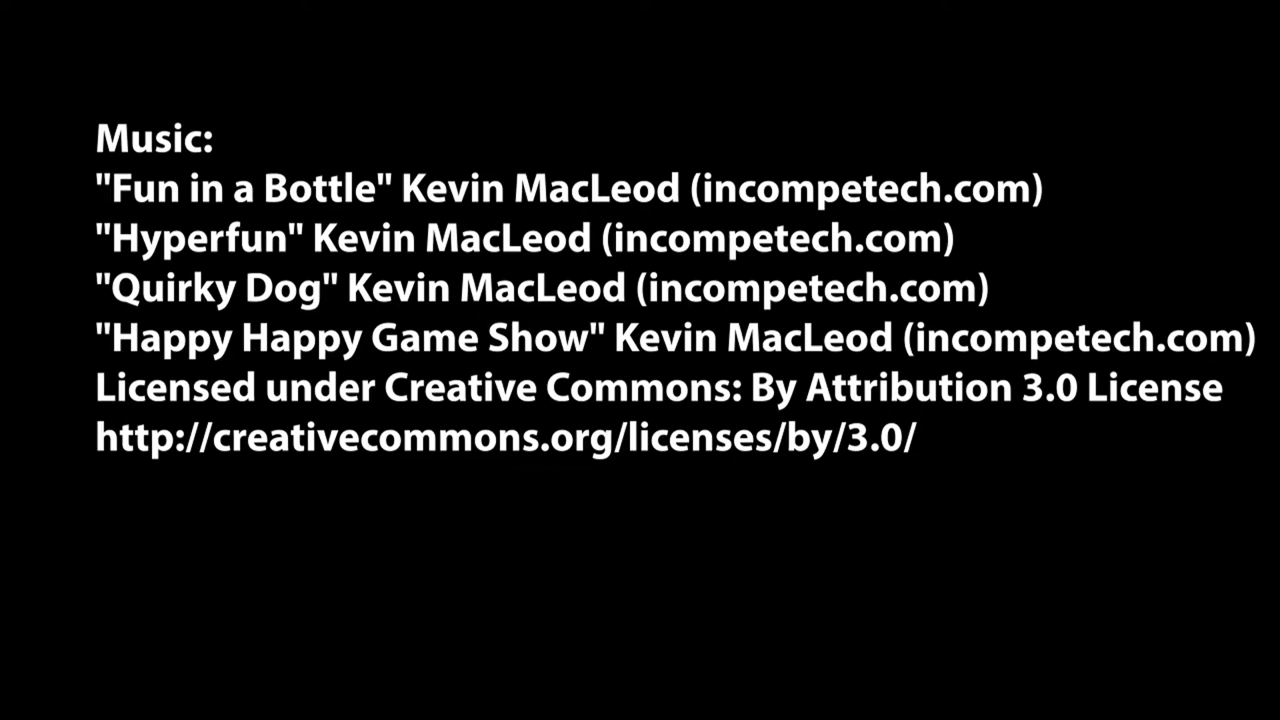 Music:
"Fun in a Bottle" Kevin MacLeod (incompetech.com)
"Hyperfun" Kevin MacLeod (incompetech.com)
"Quirky Dog" Kevin MacLeod (incompetech.com)
"Happy Happy Game Show" Kevin MacLeod (incompetech.com)
Licensed under Creative Commons: By Attribution 3.0 License
http://creativecommons.org/licenses/by/3.0/